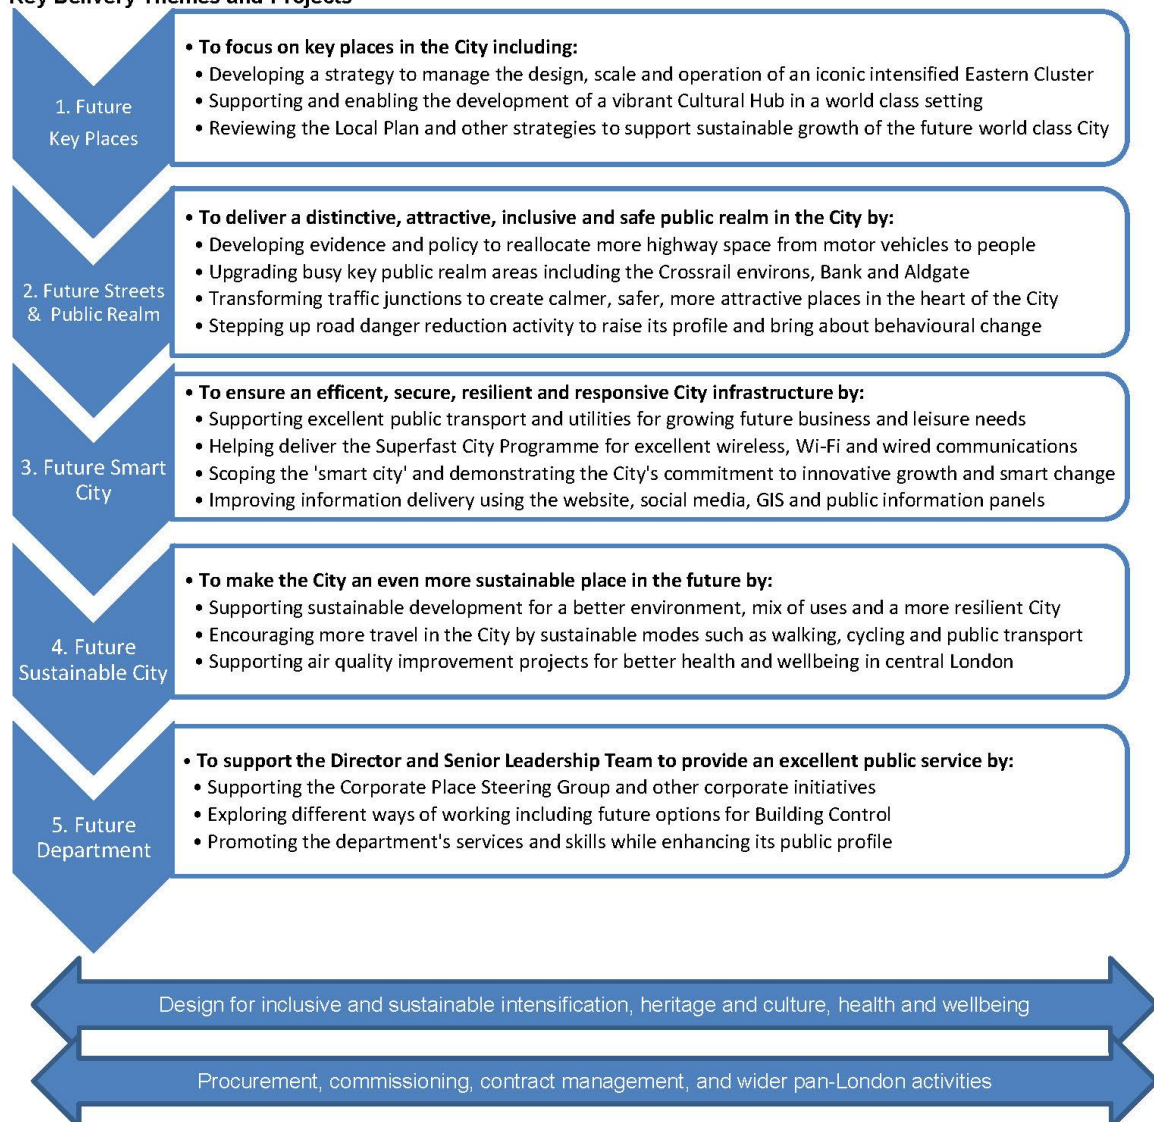 Key Delivery Themes and Projects
1. Future
Key Places
• To focus on key places in the City including:
• Developing a strategy to manage the design, scale and operation of an iconic intensified Eastern Cluster
• Supporting and enabling the development of a vibrant Cultural Hub in a world class setting
• Reviewing the Local Plan and other strategies to support sustainable growth of the future world class City
2. Future Streets
& Public Realm
• To deliver a distinctive, attractive, inclusive and safe public realm in the City by:
• Developing evidence and policy to reallocate more highway space from motor vehicles to people
• Upgrading busy key public realm areas including the Crossrail environs, Bank and Aldgate
• Transforming traffic junctions to create calmer, safer, more attractive places in the heart of the City
• Stepping up road danger reduction activity to raise its profile and bring about behavioural change
3. Future Smart
City
• To ensure an efficent, secure, resilient and responsive City infrastructure by:
• Supporting excellent public transport and utilities for growing future business and leisure needs
• Helping deliver the Superfast City Programme for excellent wireless, Wi-Fi and wired communications
• Scoping the 'smart city' and demonstrating the City's commitment to innovative growth and smart change
• Improving information delivery using the website, social media, GIS and public information panels
4. Future
Sustainable City
• To make the City an even more sustainable place in the future by:
• Supporting sustainable development for a better environment, mix of uses and a more resilient City
• Encouraging more travel in the City by sustainable modes such as walking, cycling and public transport
• Supporting air quality improvement projects for better health and wellbeing in central London
5. Future
Department
• To support the Director and Senior Leadership Team to provide an excellent public service by:
• Supporting the Corporate Place Steering Group and other corporate initiatives
• Exploring different ways of working including future options for Building Control
• Promoting the department's services and skills while enhancing its public profile
Design for inclusive and sustainable intensification, heritage and culture, health and wellbeing
Procurement, commissioning, contract management, and wider pan-London activities